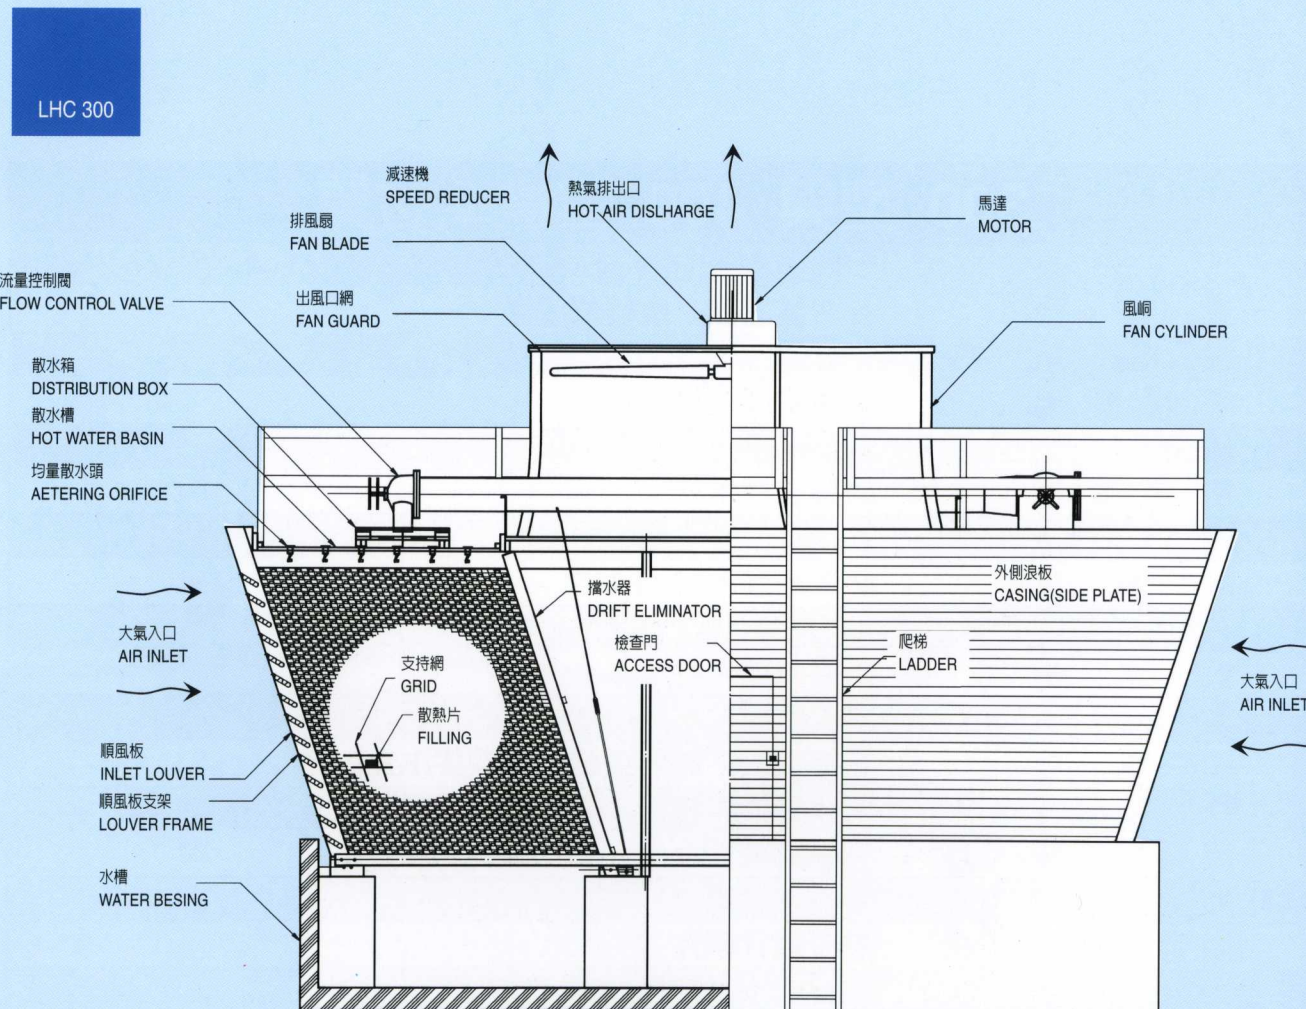 LHC 300
減速機
SPEED REDUCER
熱氣排出口
HOT AIR DISLHARGE
馬達
MOTOR
排風扇
FAN BLADE
流量控制閥
FLOW CONTROL VALVE
出風口網
FAN GUARD
風峒
FAN CYLINDER
散水箱
DISTRIBUTION BOX
散水槽
HOT WATER BASIN
均量散水頭
AETERING ORIFICE
擋水器
DRIFT ELIMINATOR
外側浪板
CASING(SIDE PLATE)
大氣入口
AIR INLET
檢查門
ACCESS DOOR
爬梯
LADDER
支持網
GRID
大氣入口
AIR INLET
散熱片
FILLING
順風板
INLET LOUVER
順風板支架
LOUVER FRAME
水槽
WATER BESING